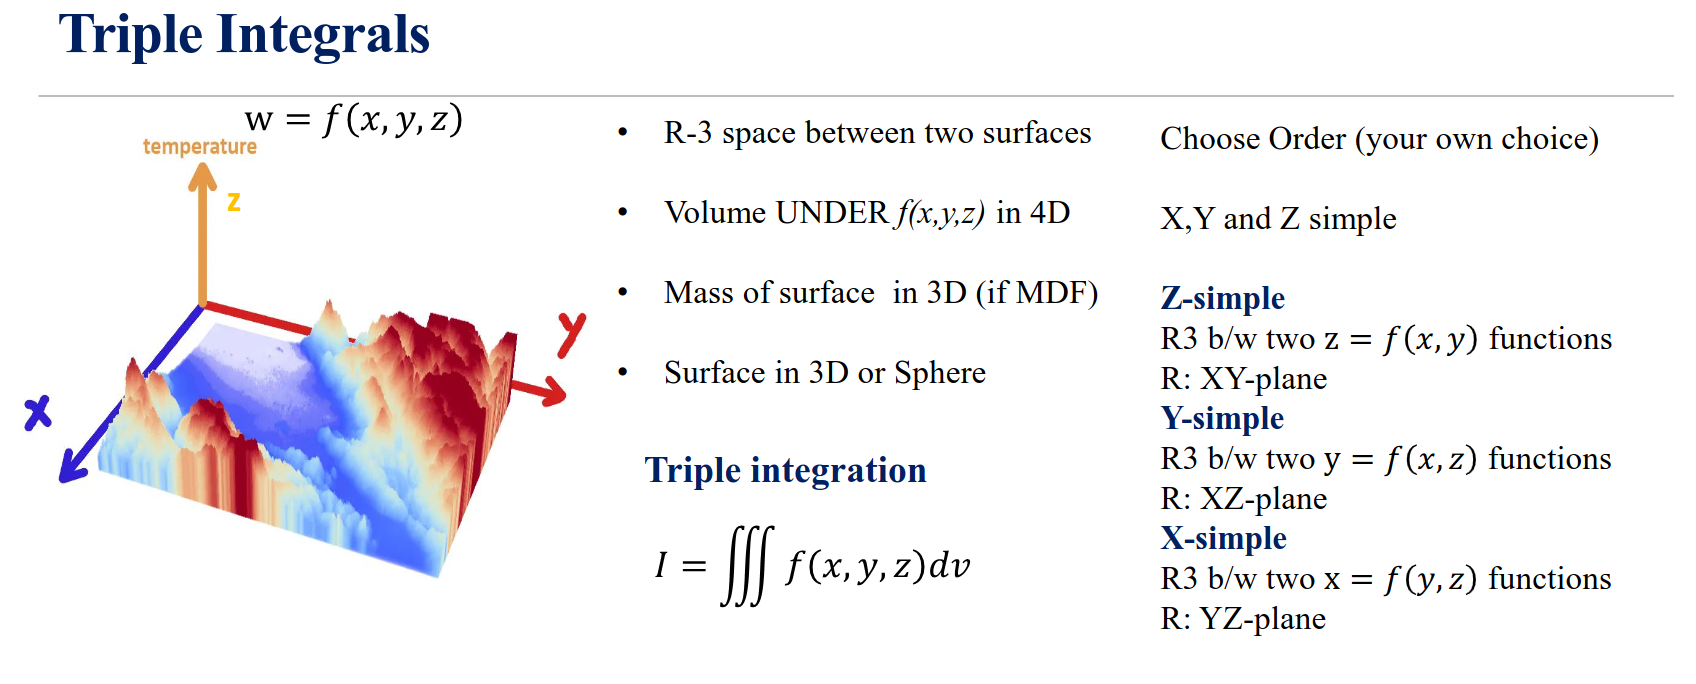 Triple Integrals
w = f(x, y, z)
temperature
z
y
x
• R-3 space between two surfaces
• Volume UNDER f(x,y,z) in 4D
• Mass of surface in 3D (if MDF)
• Surface in 3D or Sphere
Triple integration
I = ∭ f(x, y, z)dv
Choose Order (your own choice)
X,Y and Z simple
Z-simple
R3 b/w two z = f(x, y) functions
R: XY-plane
Y-simple
R3 b/w two y = f(x, z) functions
R: XZ-plane
X-simple
R3 b/w two x = f(y, z) functions
R: YZ-plane